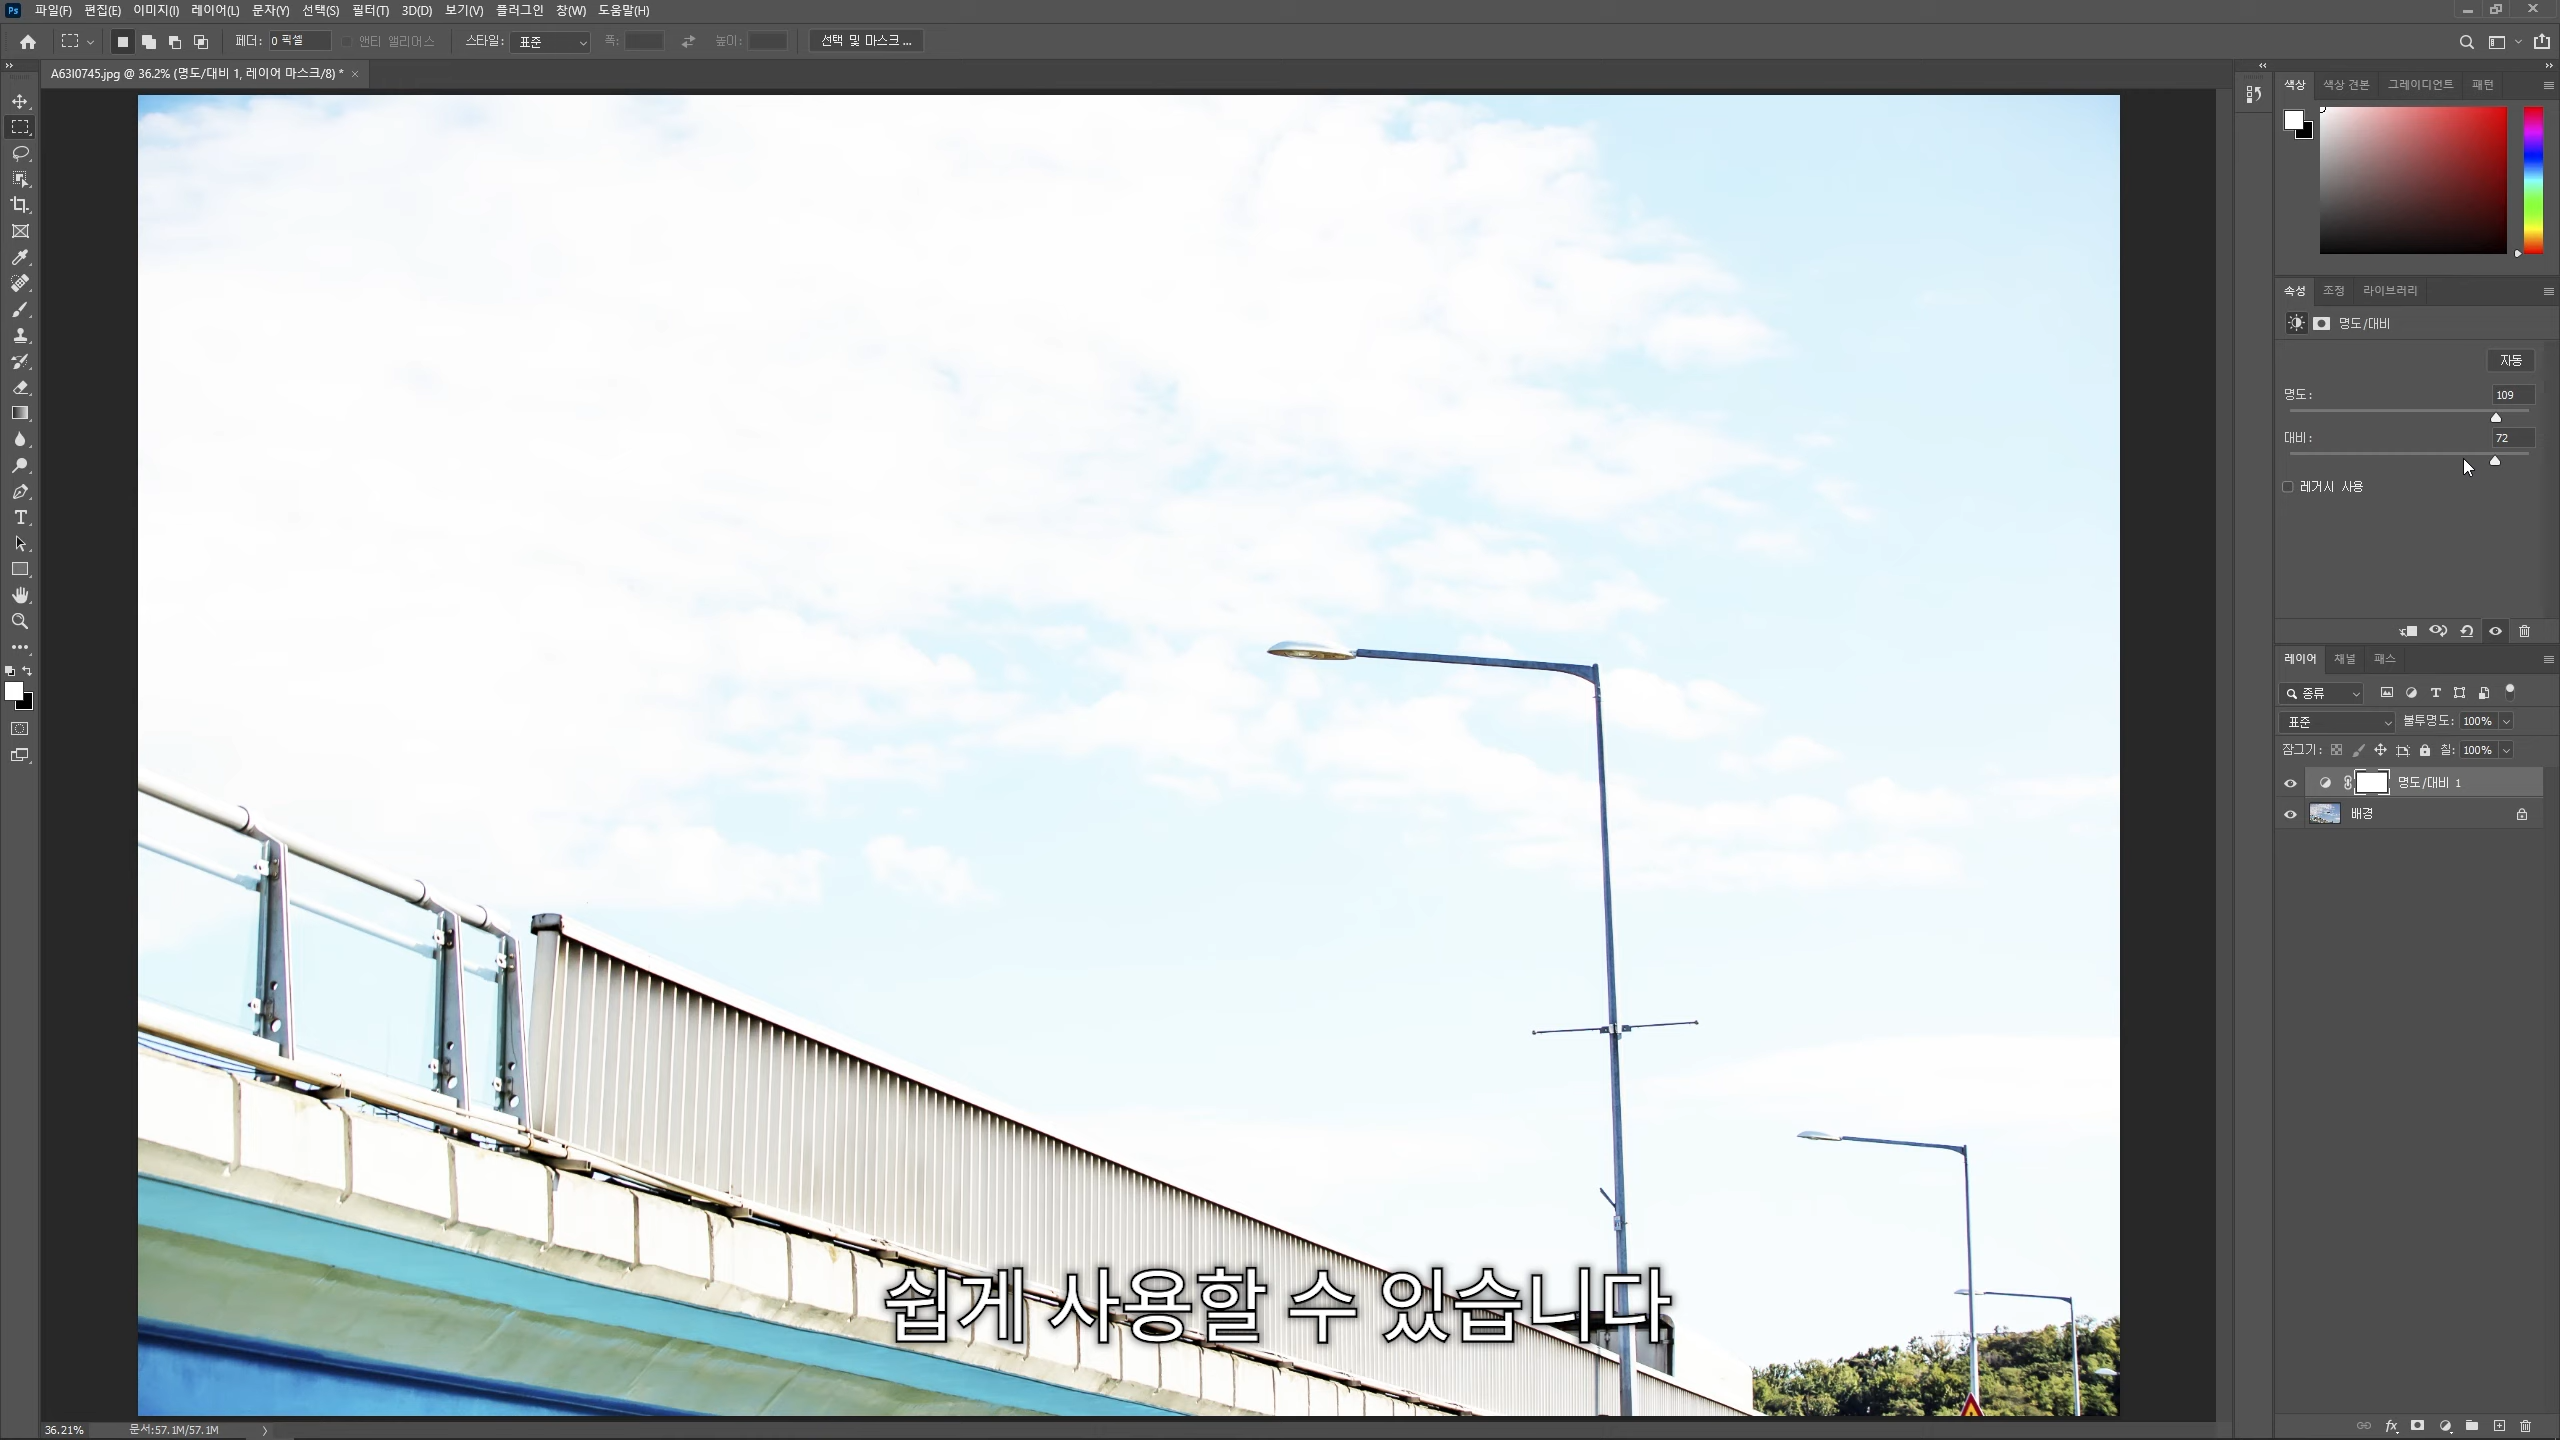 Ps 파일(F) 편집(E) 이미지(I) 레이어(L) 문자(Y) 선택(S) 필터(T) 3D(D) 보기(V) 플러그인 창(W) 도움말(H)
페더: 0 픽셀 앤티 앨리어스 스타일: 표준 폭: 높이: 선택 및 마스크 ...
A63I0745.jpg @ 36.2% (명도/대비 1, 레이어 마스크/8) * ×
색상 색상 견본 그레이디언트 패턴
속성 조정 라이브러리
명도/대비
자동
명도: 109
대비: 72
레거시 사용
레이어 채널 패스
종류
표준 불투명도: 100%
잠그기: 칠: 100%
명도/대비 1
배경
쉽게 사용할 수 있습니다
36.21% 문서:57.1M/57.1M
fx